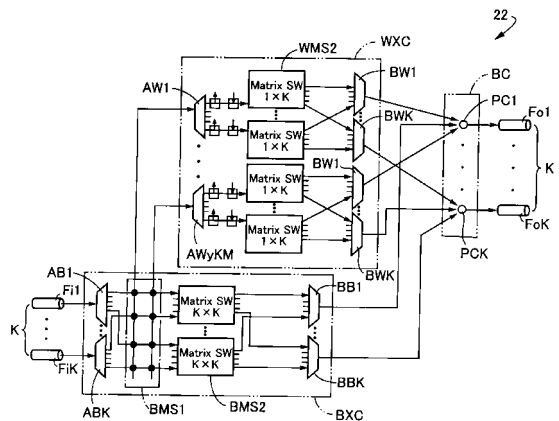 22
WMS2
WXC
AW1
BW1
BC
PC1
Matrix SW
1×K
BWK
Fo1
Matrix SW
1×K
BW1
K
Matrix SW
1×K
Matrix SW
1×K
FoK
AWyKM
BWK
PCK
AB1
Fi1
Matrix SW
K×K
BB1
K
FiK
Matrix SW
K×K
ABK
BMS1
BMS2
BBK
BXC